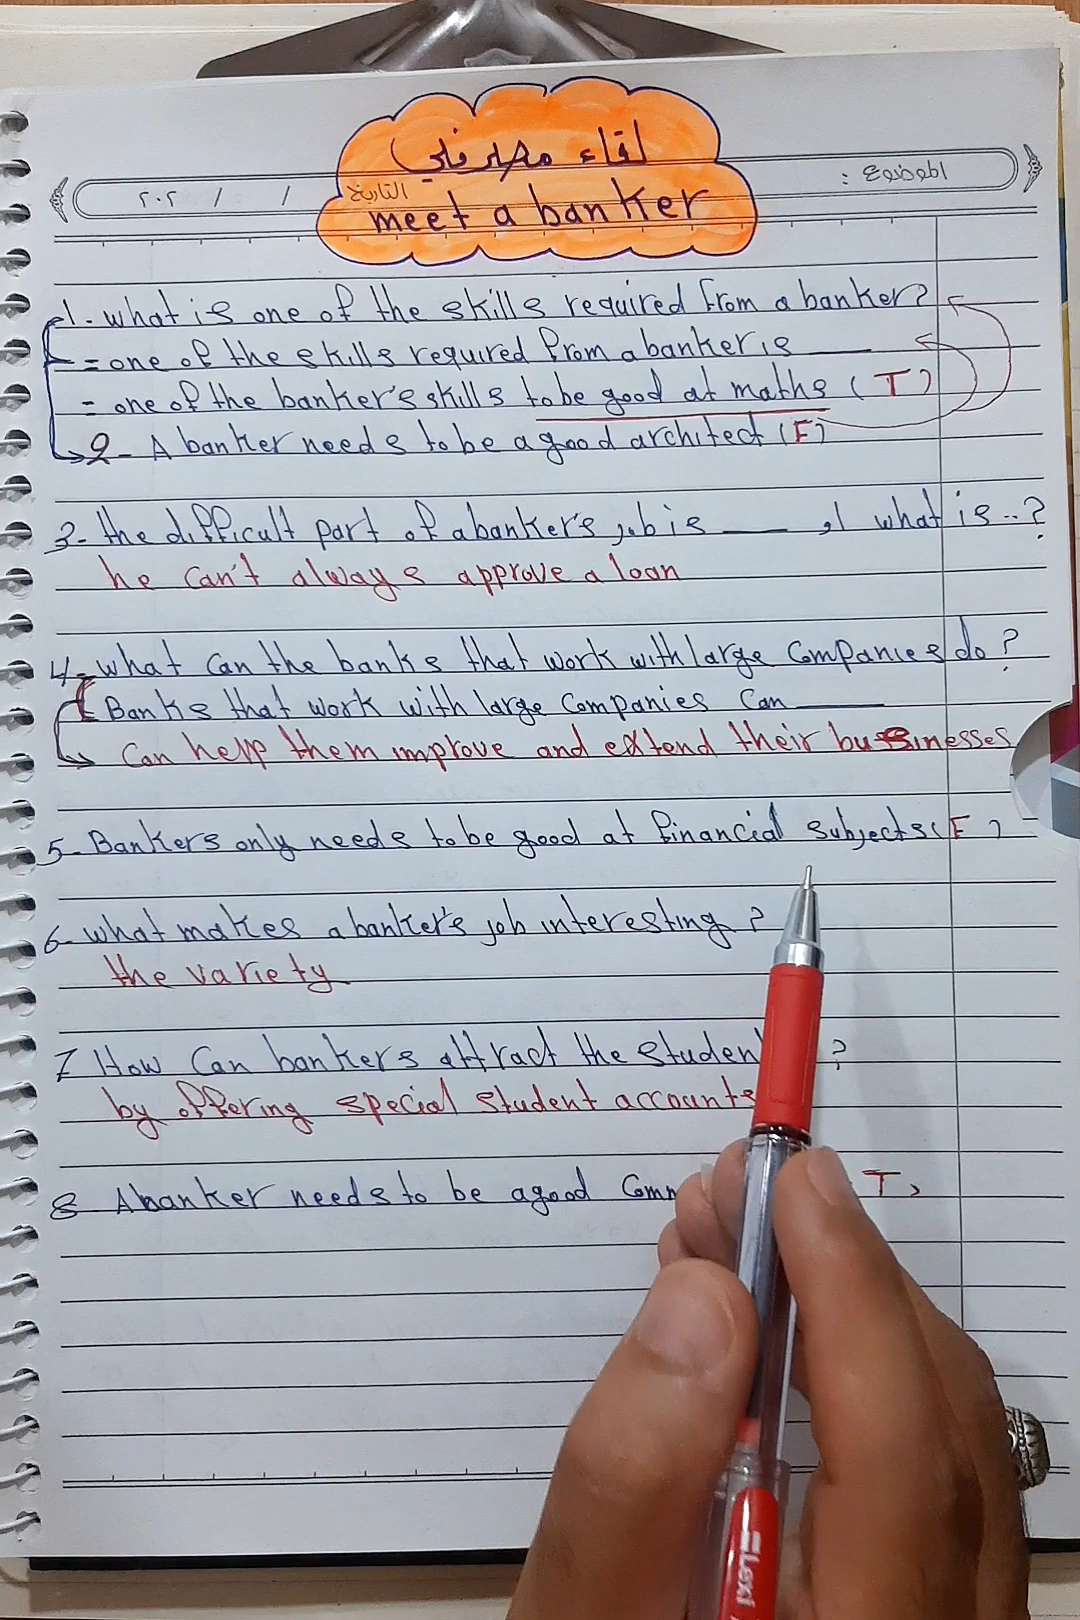 لقاء مصرفي
الموضوع :
التاريخ / / ٢٠٢
meet a banker
1- what is one of the skills required from a banker?
= one of the skills required from a banker is ____
= one of the banker's skills to be good at maths (T)
2- A banker needs to be a good architect (F)
3- the difficult part of a banker's job is ____ او what is ..?
he can't always approve a loan
4- what can the banks that work with large companies do?
Banks that work with large companies can ____
can help them improve and extend their bussinesses
5- Bankers only needs to be good at financial subjects (F)
6- what makes a banker's job interesting?
the variety
7 How can bankers attract the studen ?
by offering special student accounts
8 A banker needs to be a good T)